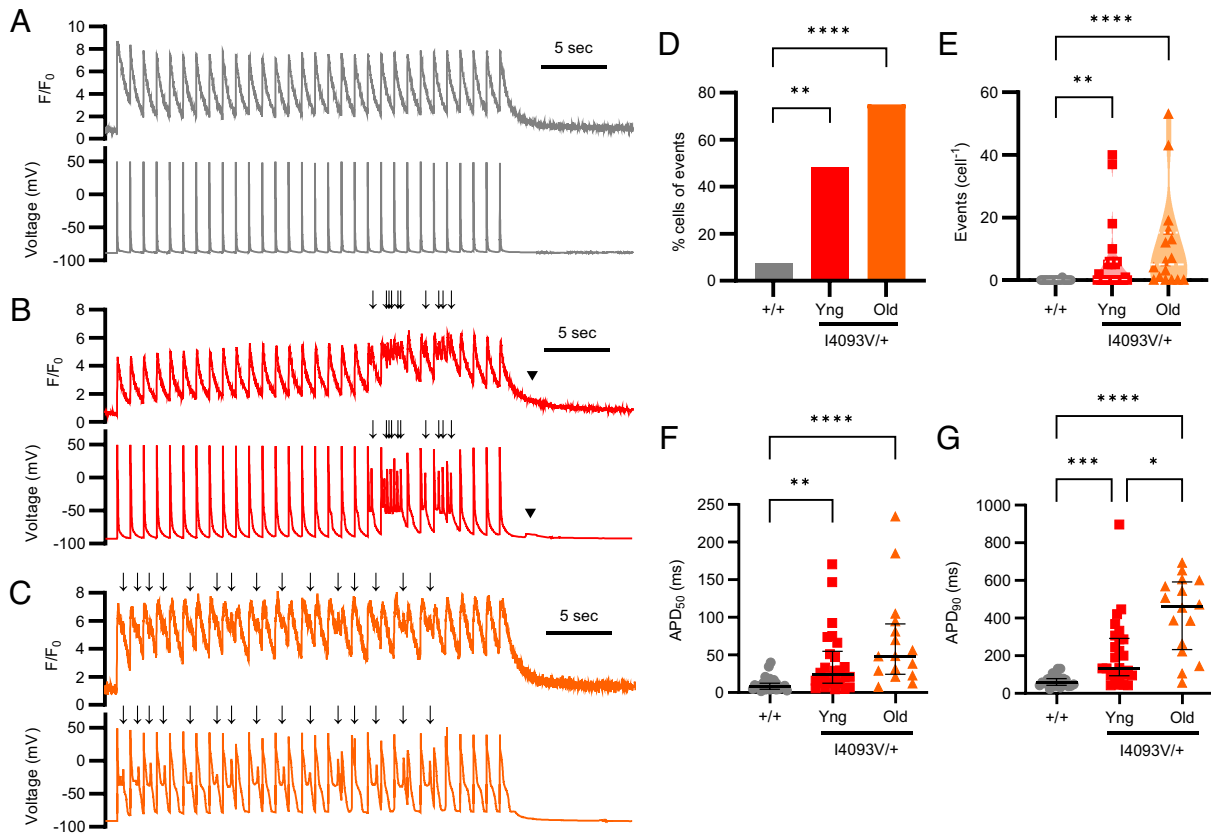 A
10
8
6
4
2
0
F/F0
5 sec
50
0
-50
-100
Voltage (mV)
B
8
6
4
2
0
F/F0
5 sec
50
0
-50
-100
Voltage (mV)
C
8
6
4
2
0
F/F0
5 sec
50
0
-50
-100
Voltage (mV)
D
****
**
80
60
40
20
0
% cells of events
+/+ Yng Old
I4093V/+
E
****
**
60
40
20
0
Events (cell-1)
+/+ Yng Old
I4093V/+
F
****
**
250
200
150
100
50
0
APD50 (ms)
+/+ Yng Old
I4093V/+
G
****
*** *
1000
800
600
400
200
0
APD90 (ms)
+/+ Yng Old
I4093V/+